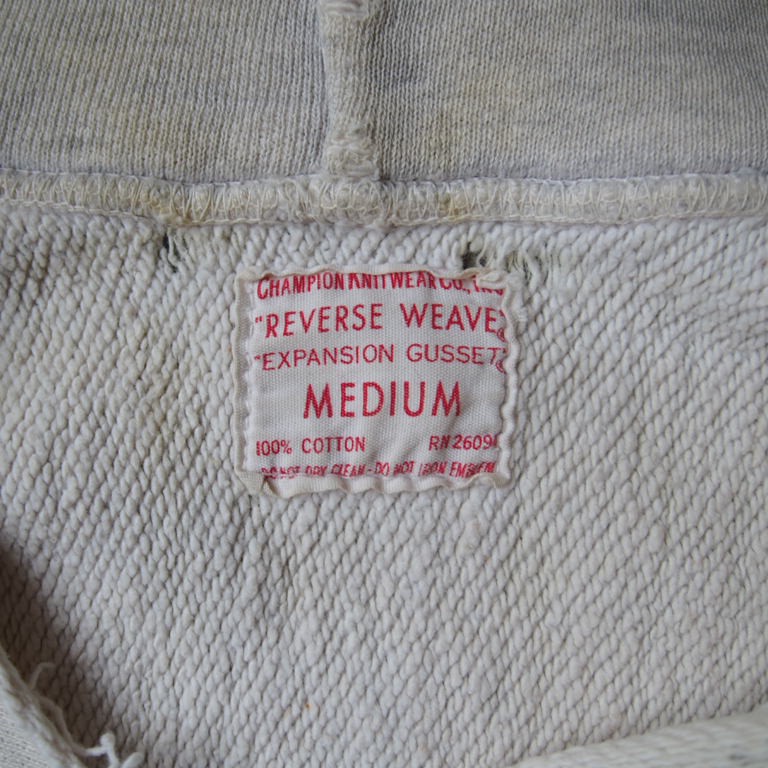 CHAMPION KNITWEAR CO., INC
"REVERSE WEAVE"®
"EXPANSION GUSSET"®
MEDIUM
100% COTTON RN 26094
DO NOT DRY CLEAN - DO NOT IRON EMBLEM